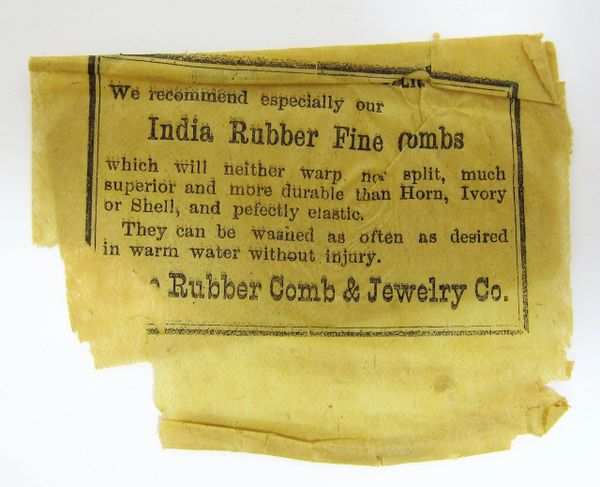 We recommend especially our
India Rubber Fine Combs
which will neither warp nor split, much
superior and more durable than Horn, Ivory
or Shell, and pefectly elastic.
They can be washed as often as desired
in warm water without injury.
Rubber Comb & Jewelry Co.